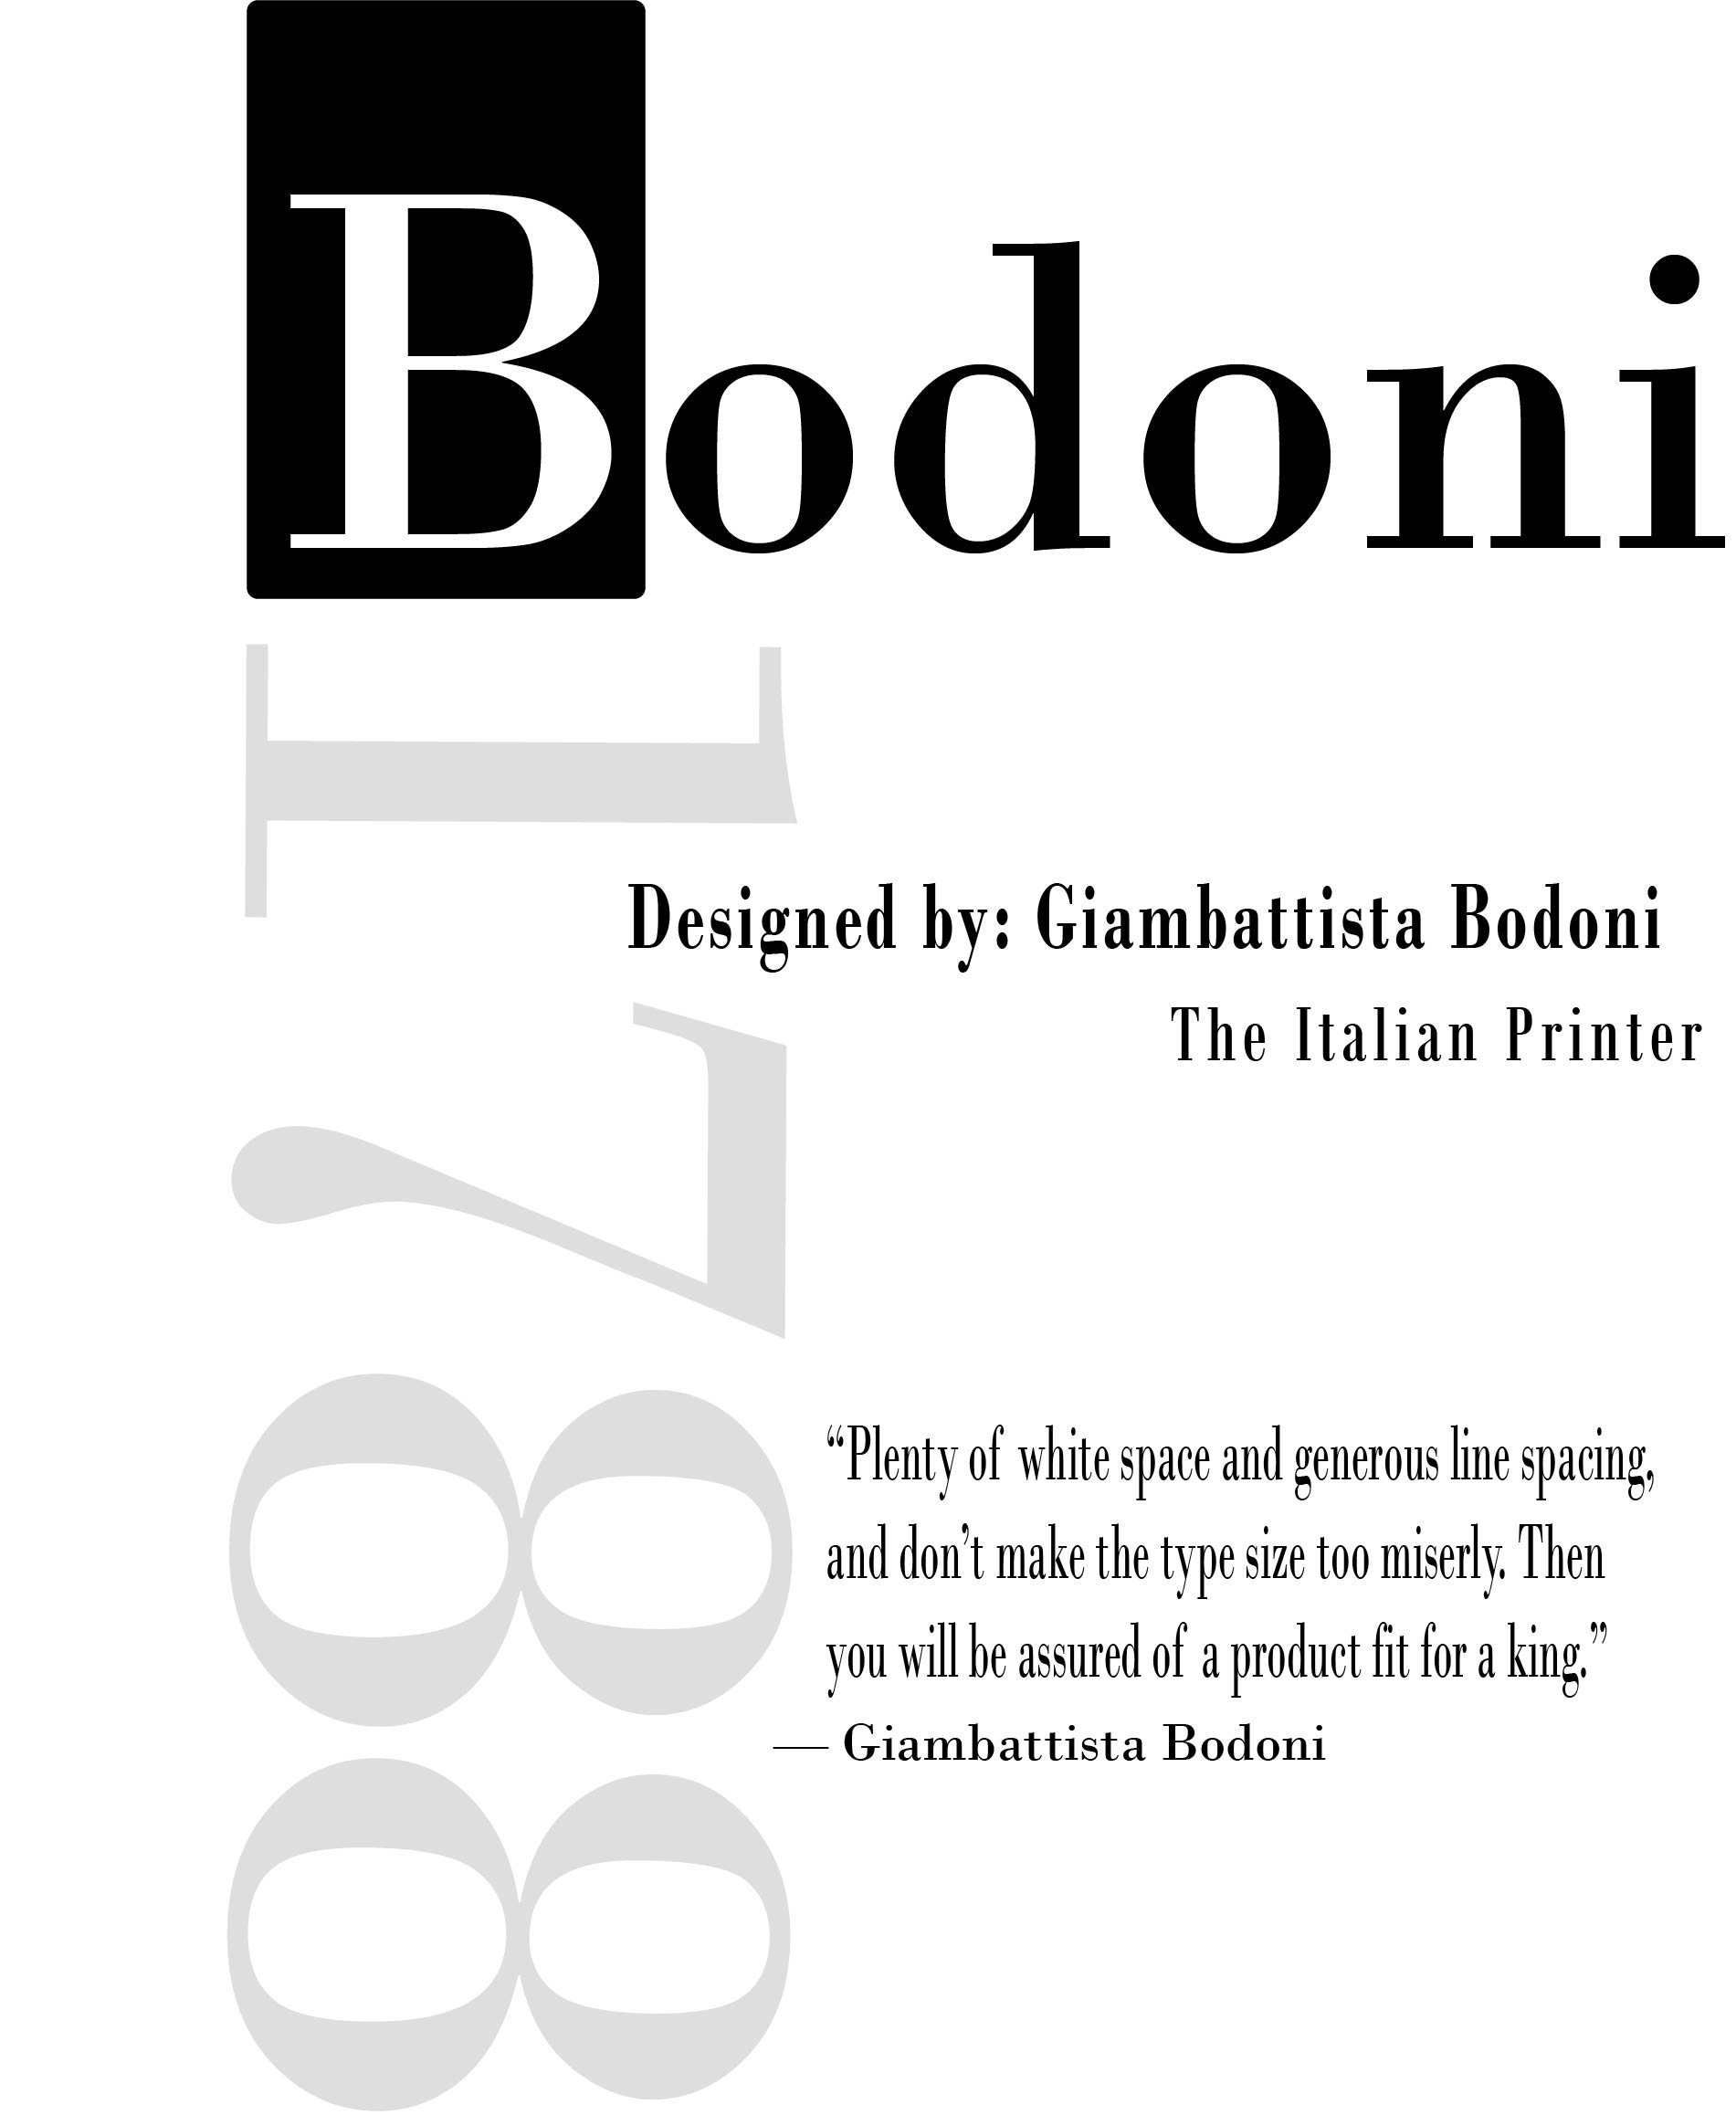 Bodoni
1788
Designed by: Giambattista Bodoni
The Italian Printer
“Plenty of white space and generous line spacing,
and don’t make the type size too miserly. Then
you will be assured of a product fit for a king.”
— Giambattista Bodoni